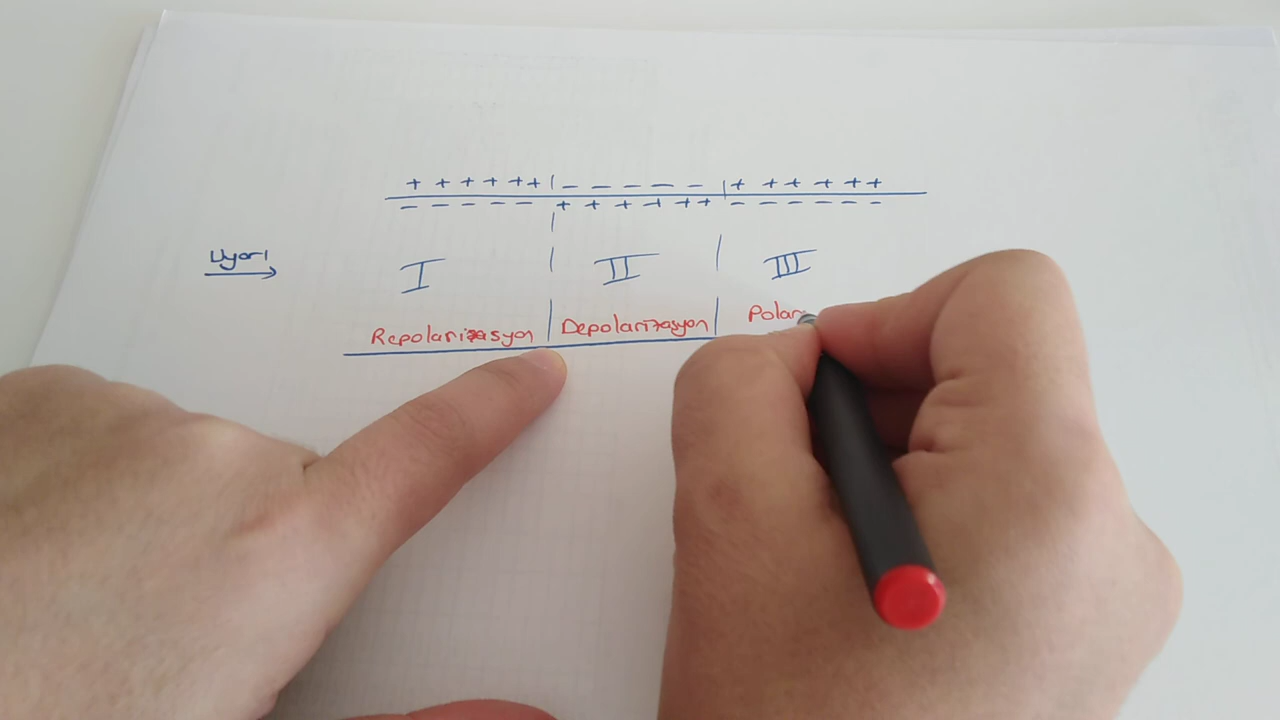 + + + + + + | − − − − − | + + + + + +
− − − − − + + + + + + − − − − − −
Uyarı
I II III
Repolarizasyon Depolarizasyon Polar